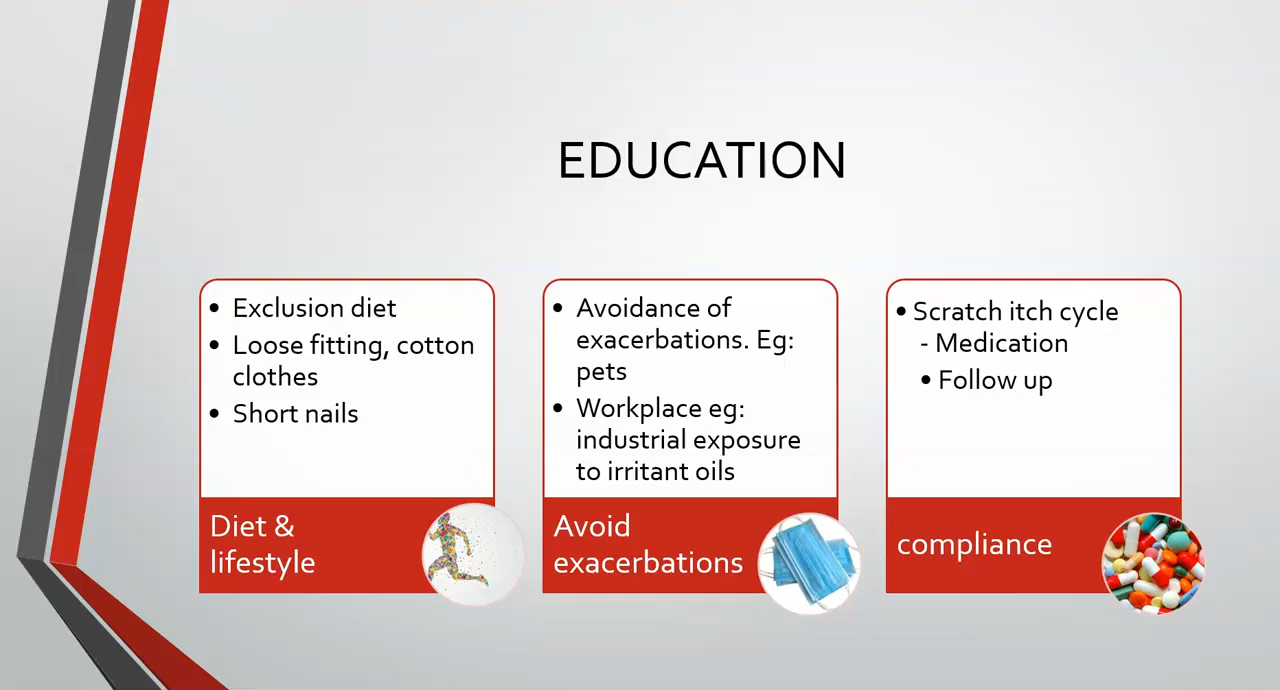 EDUCATION
• Exclusion diet
• Loose fitting, cotton
clothes
• Short nails
Diet &
lifestyle
• Avoidance of
exacerbations. Eg:
pets
• Workplace eg:
industrial exposure
to irritant oils
Avoid
exacerbations
• Scratch itch cycle
- Medication
• Follow up
compliance